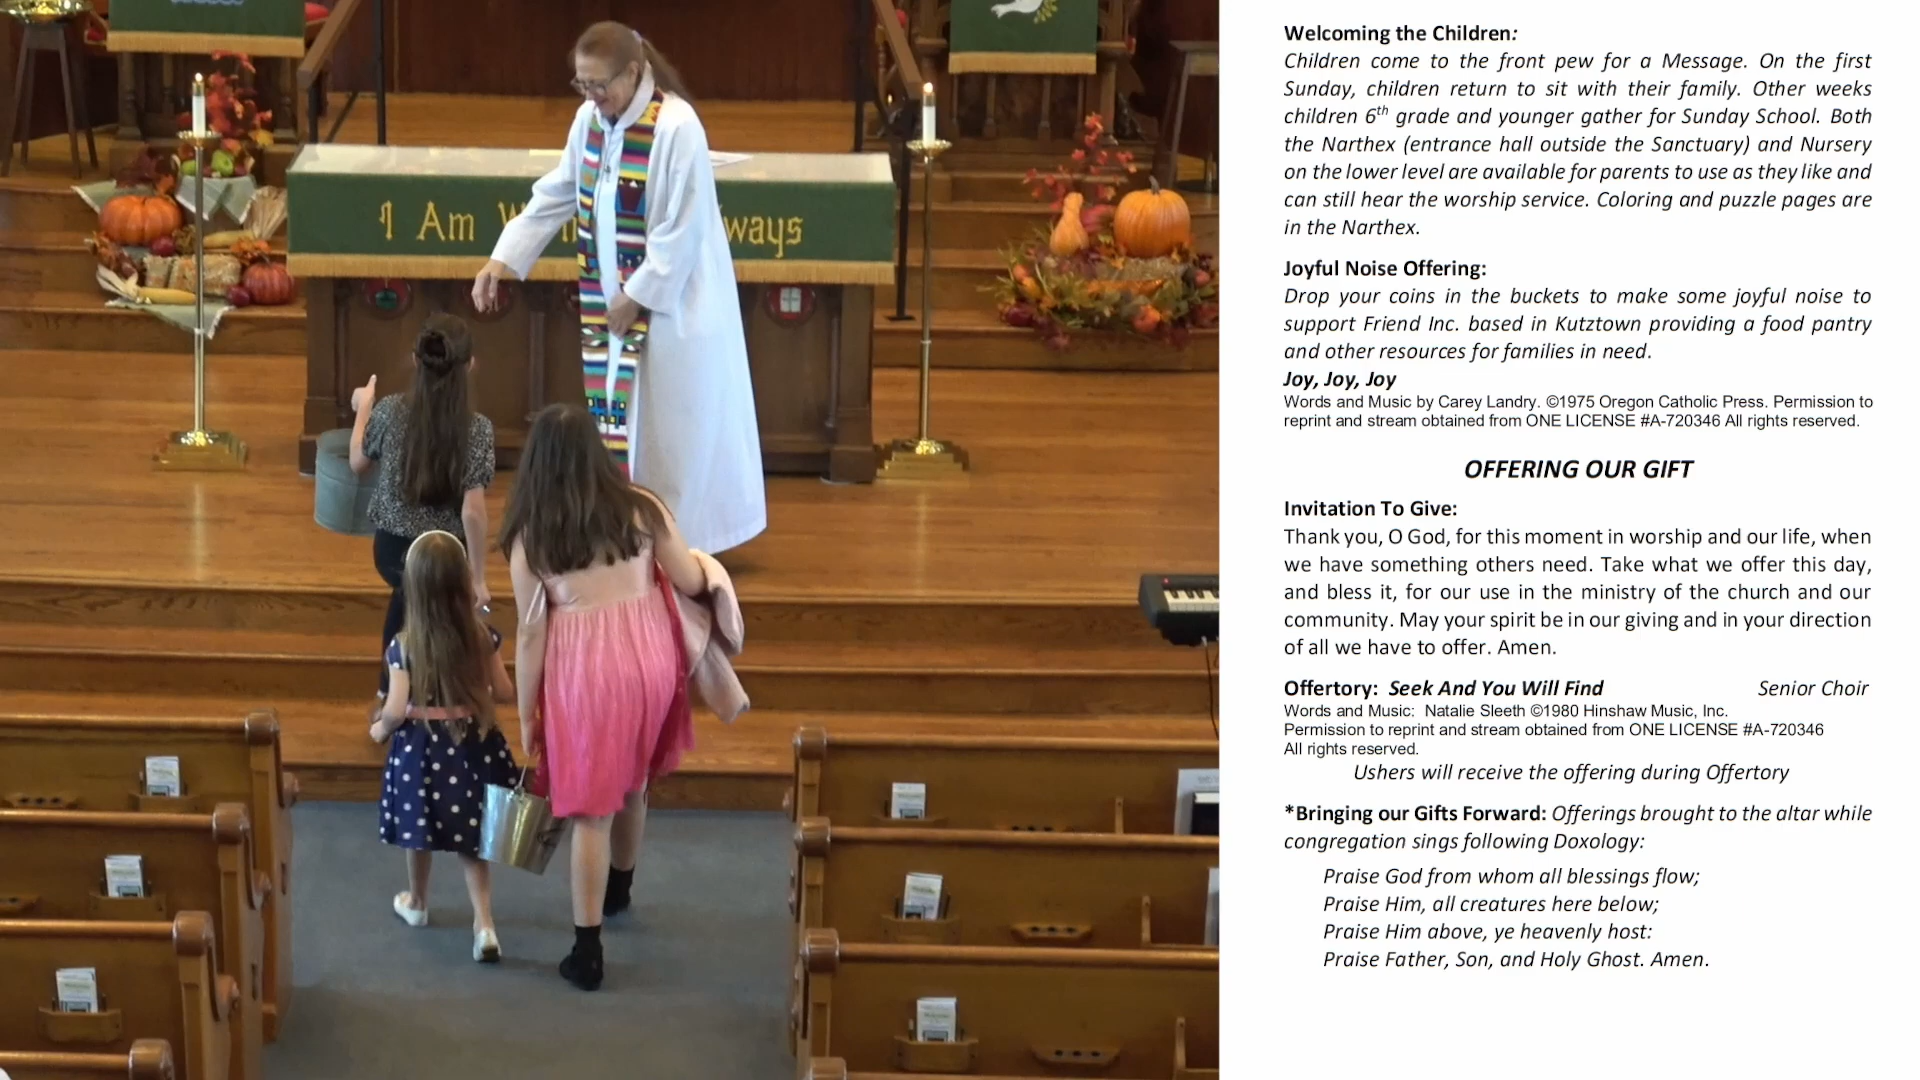 I Am
ways
Welcoming the Children:
Children come to the front pew for a Message. On the first
Sunday, children return to sit with their family. Other weeks
children 6th grade and younger gather for Sunday School. Both
the Narthex (entrance hall outside the Sanctuary) and Nursery
on the lower level are available for parents to use as they like and
can still hear the worship service. Coloring and puzzle pages are
in the Narthex.
Joyful Noise Offering:
Drop your coins in the buckets to make some joyful noise to
support Friend Inc. based in Kutztown providing a food pantry
and other resources for families in need.
Joy, Joy, Joy
Words and Music by Carey Landry. ©1975 Oregon Catholic Press. Permission to
reprint and stream obtained from ONE LICENSE #A-720346 All rights reserved.
OFFERING OUR GIFT
Invitation To Give:
Thank you, O God, for this moment in worship and our life, when
we have something others need. Take what we offer this day,
and bless it, for our use in the ministry of the church and our
community. May your spirit be in our giving and in your direction
of all we have to offer. Amen.
Offertory: Seek And You Will Find Senior Choir
Words and Music: Natalie Sleeth ©1980 Hinshaw Music, Inc.
Permission to reprint and stream obtained from ONE LICENSE #A-720346
All rights reserved.
Ushers will receive the offering during Offertory
*Bringing our Gifts Forward: Offerings brought to the altar while
congregation sings following Doxology:
Praise God from whom all blessings flow;
Praise Him, all creatures here below;
Praise Him above, ye heavenly host:
Praise Father, Son, and Holy Ghost. Amen.